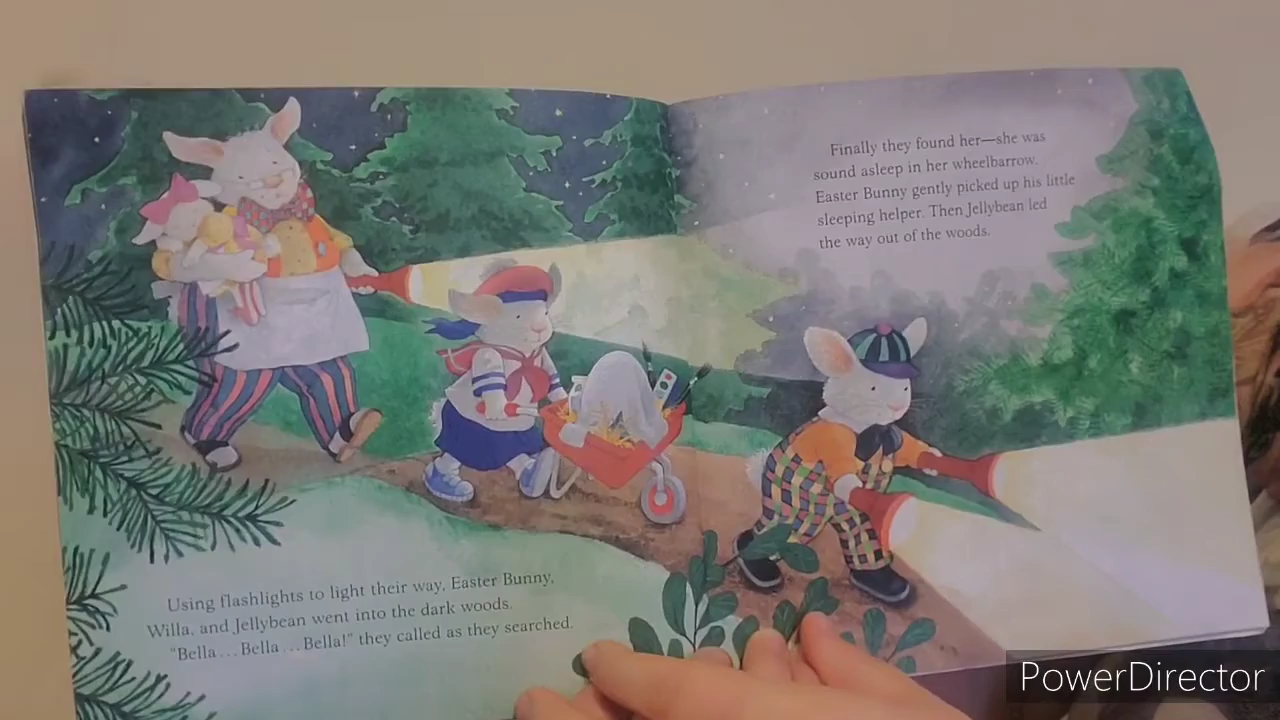 Using flashlights to light their way, Easter Bunny,
Willa, and Jellybean went into the dark woods.
"Bella . . . Bella . . . Bella!" they called as they searched.
Finally they found her—she was
sound asleep in her wheelbarrow.
Easter Bunny gently picked up his little
sleeping helper. Then Jellybean led
the way out of the woods.
PowerDirector